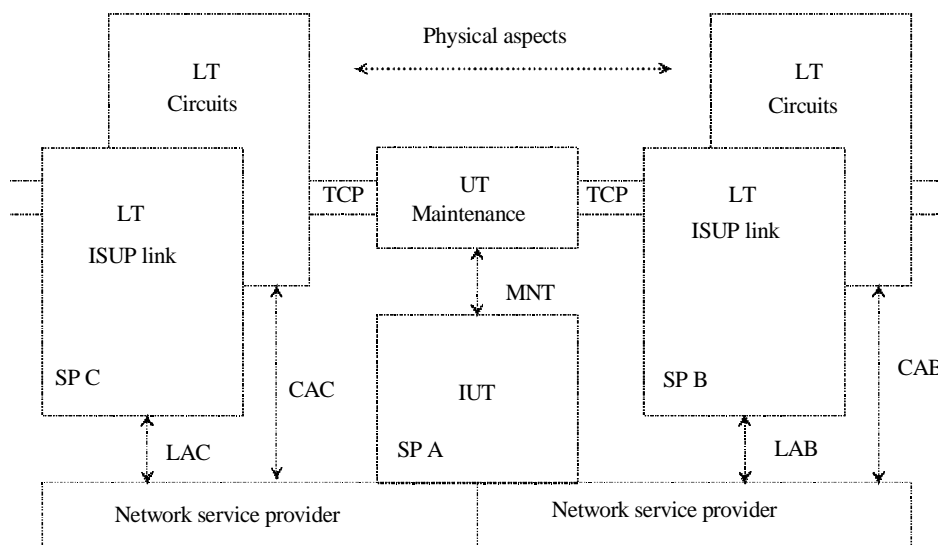 Physical aspects
LT
Circuits
LT
Circuits
TCP
UT
Maintenance
TCP
LT
ISUP link
LT
ISUP link
MNT
SP C
CAC
IUT
SP B
CAB
LAC
SP A
LAB
Network service provider
Network service provider